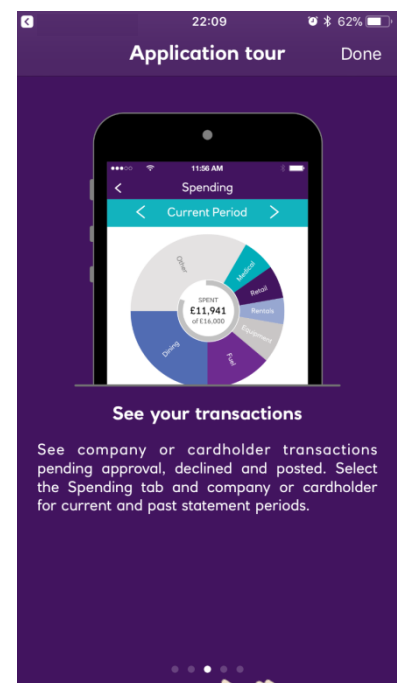 22:09
62%
Application tour
Done
11:56 AM
Spending
Current Period
Other
Medical
Retail
Rentals
Equipment
Fuel
Dining
SPENT
£11,941
of £16,000
See your transactions
See company or cardholder transactions
pending approval, declined and posted. Select
the Spending tab and company or cardholder
for current and past statement periods.